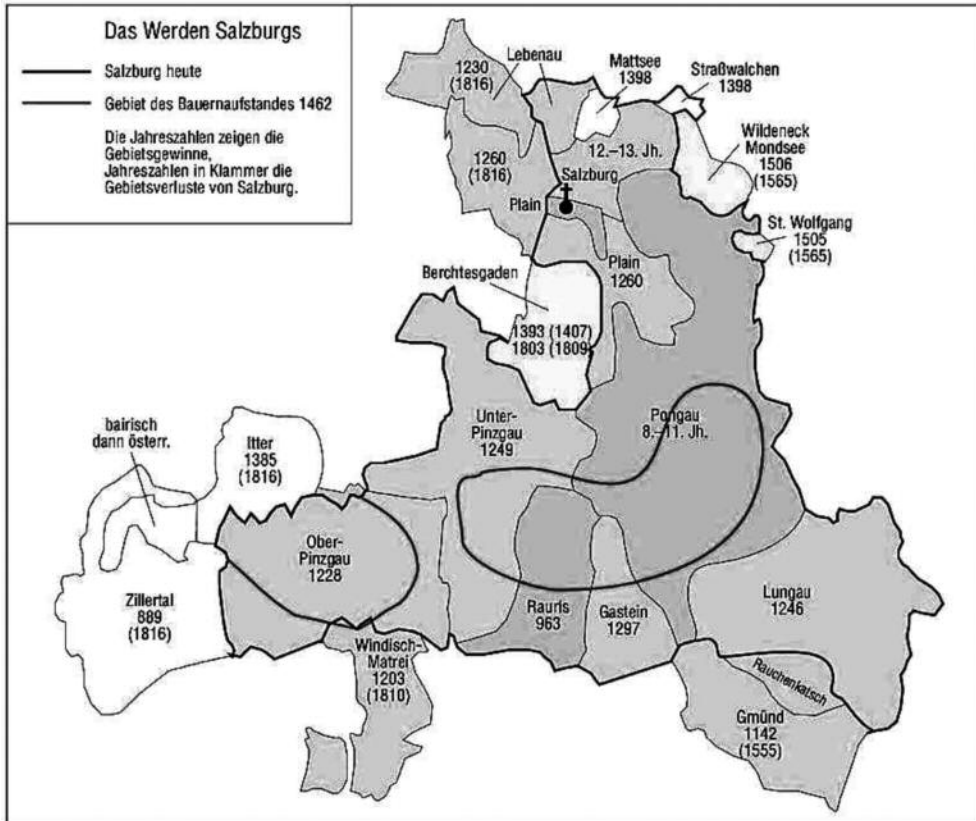 Das Werden Salzburgs
Salzburg heute
Gebiet des Bauernaufstandes 1462
Die Jahreszahlen zeigen die
Gebietsgewinne,
Jahreszahlen in Klammer die
Gebietsverluste von Salzburg.
Lebenau
1230
(1816)
Mattsee
1398
Straßwalchen
1398
Wildeneck
Mondsee
1506
(1565)
1260
(1816)
12.–13. Jh.
Salzburg
Plain
St. Wolfgang
1505
(1565)
Plain
1260
Berchtesgaden
1393 (1407)
1803 (1809)
Unter-
Pinzgau
1249
Pongau
8.–11. Jh.
bairisch
dann österr.
Itter
1385
(1816)
Ober-
Pinzgau
1228
Zillertal
889
(1816)
Rauris
963
Gastein
1297
Lungau
1246
Windisch-
Matrei
1203
(1810)
Rauchenkatsch
Gmünd
1142
(1555)